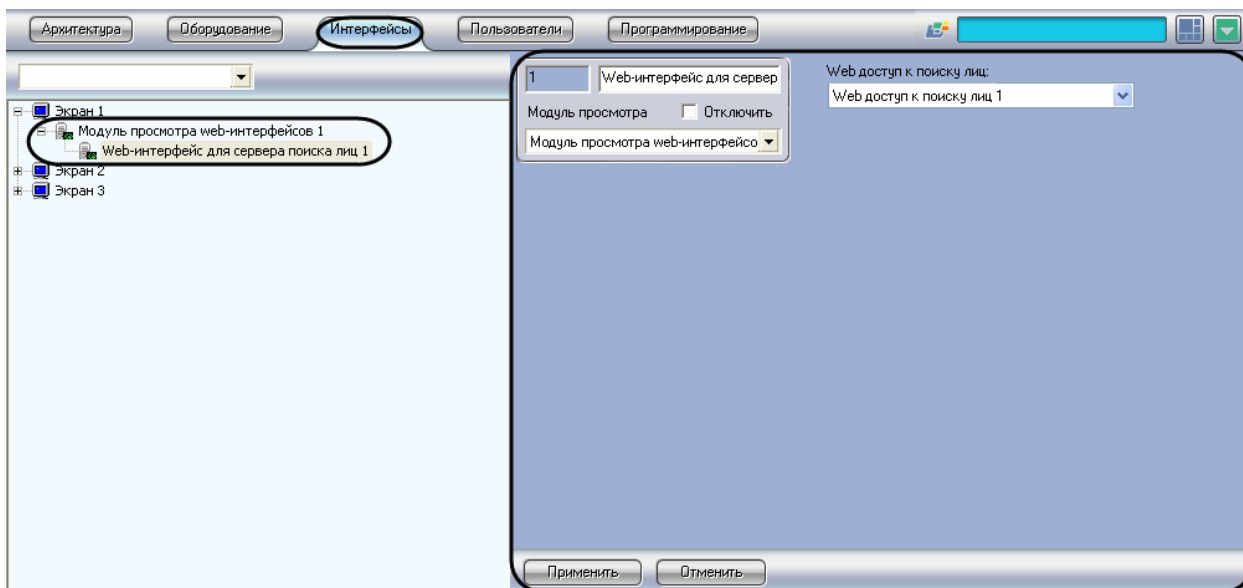 Архитектура
Оборудование
Интерфейсы
Пользователи
Программирование
Экран 1
Модуль просмотра web-интерфейсов 1
Web-интерфейс для сервера поиска лиц 1
Экран 2
Экран 3
1
Web-интерфейс для сервер
Модуль просмотра
Отключить
Модуль просмотра web-интерфейсо
Web доступ к поиску лиц:
Web доступ к поиску лиц 1
Применить
Отменить